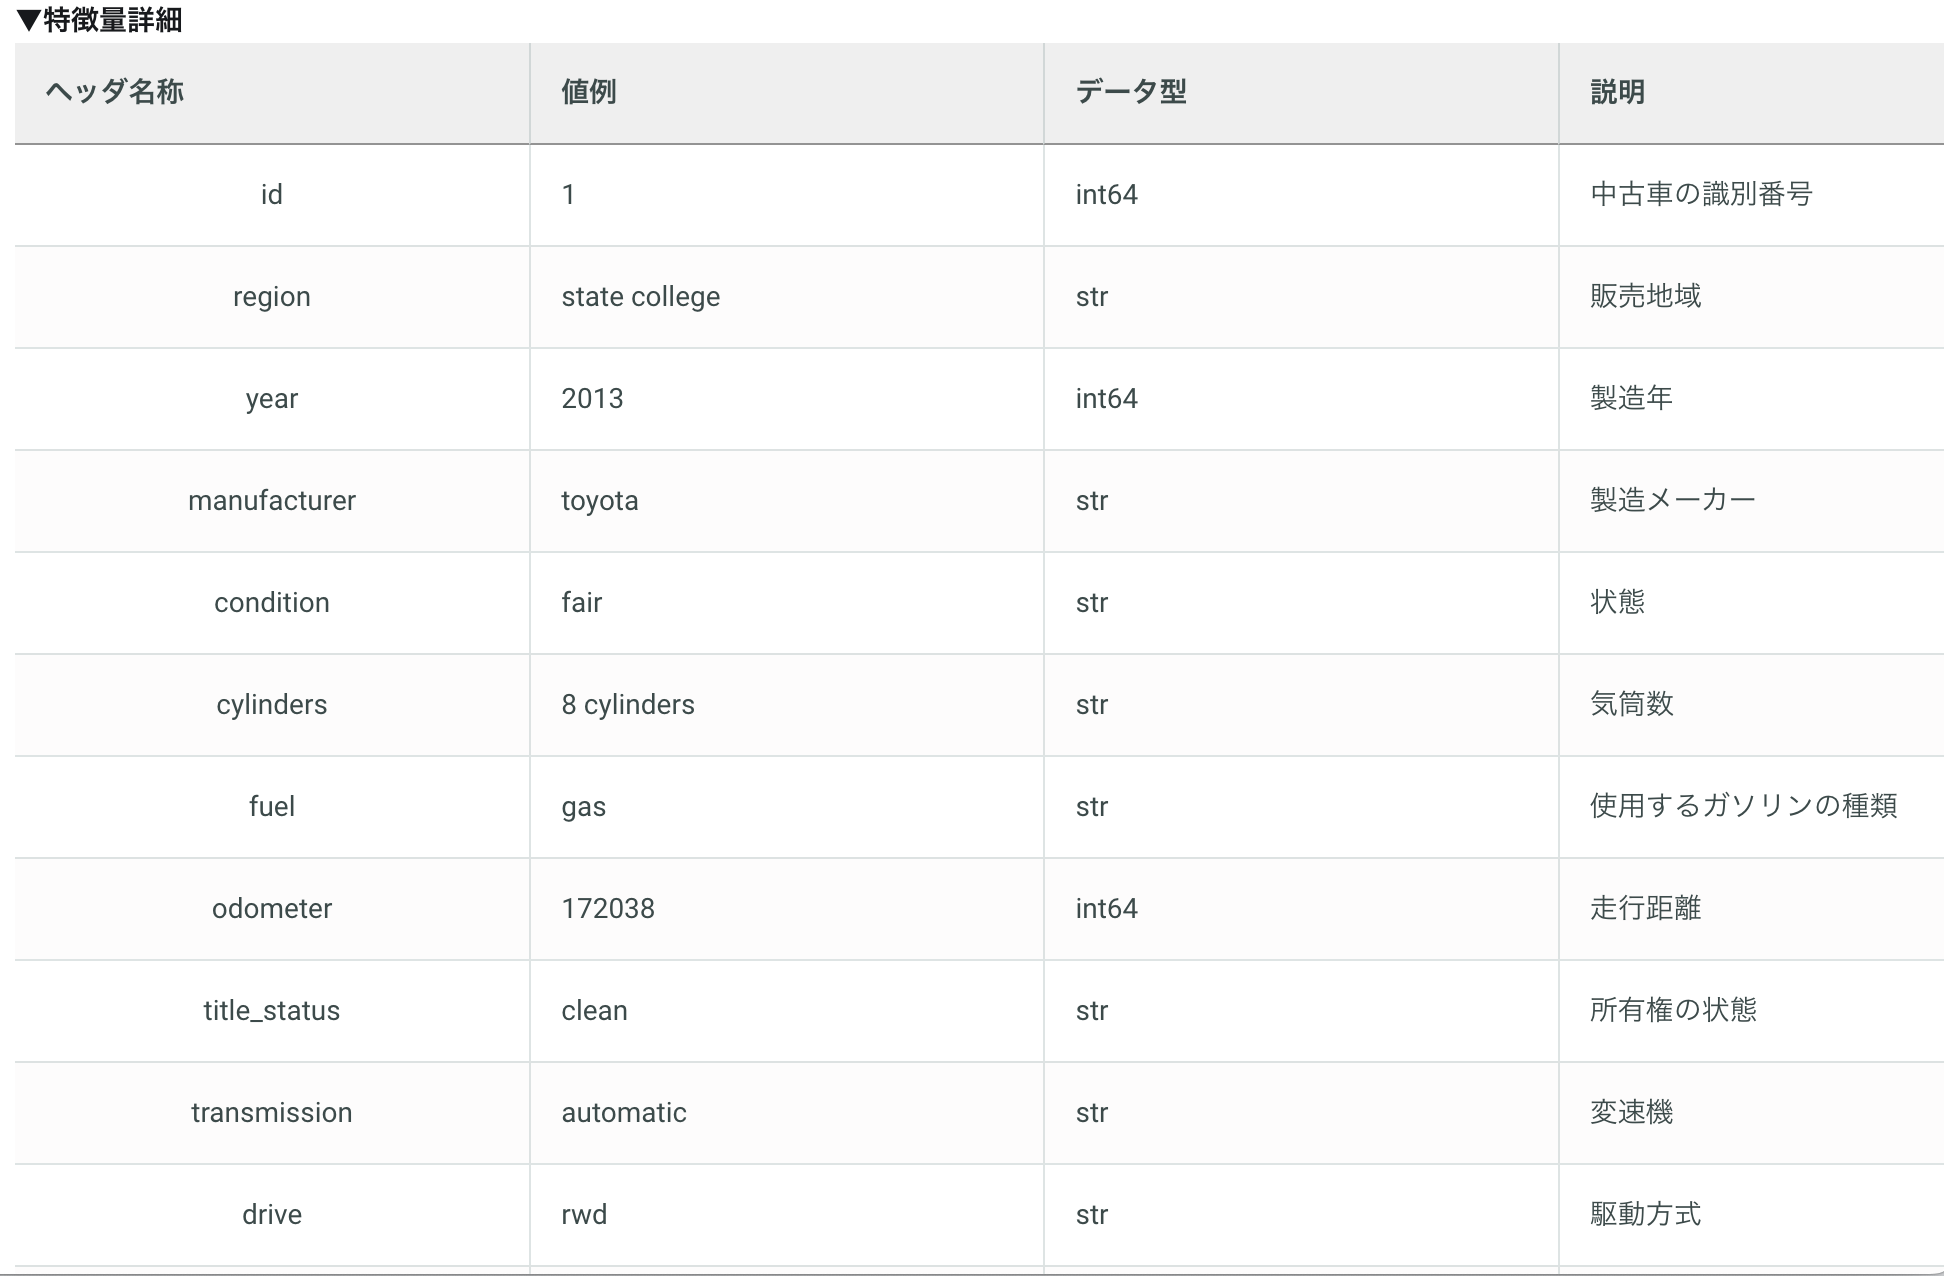 ▼特徴量詳細
ヘッダ名称 値例 データ型 説明
id 1 int64 中古車の識別番号
region state college str 販売地域
year 2013 int64 製造年
manufacturer toyota str 製造メーカー
condition fair str 状態
cylinders 8 cylinders str 気筒数
fuel gas str 使用するガソリンの種類
odometer 172038 int64 走行距離
title_status clean str 所有権の状態
transmission automatic str 変速機
drive rwd str 駆動方式